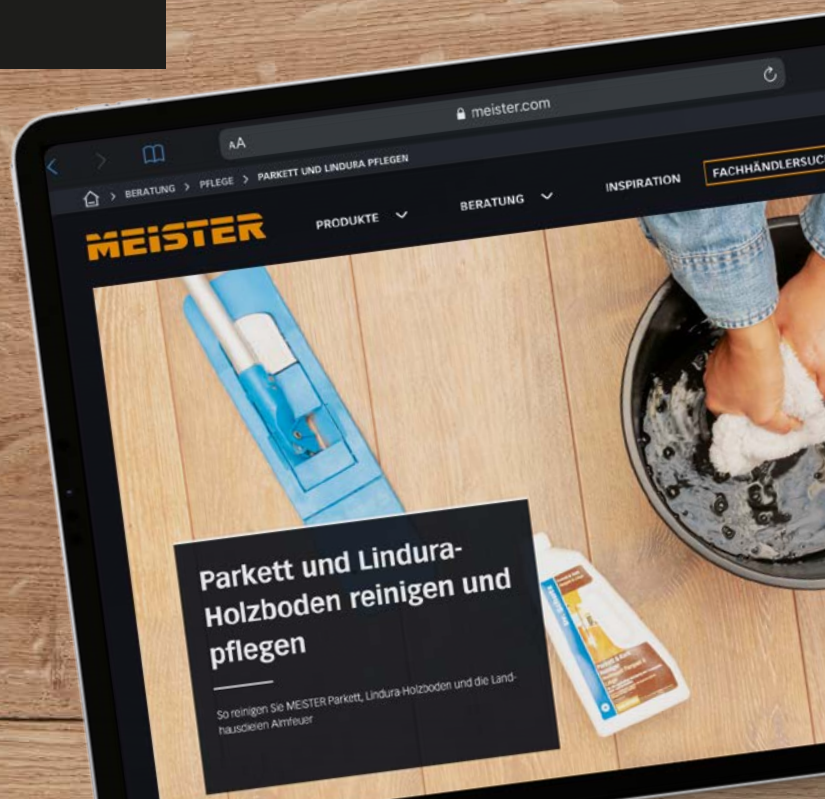 AA
meister.com
> BERATUNG > PFLEGE > PARKETT UND LINDURA PFLEGEN
MEISTER
PRODUKTE
BERATUNG
INSPIRATION
Parkett und Lindura-
Holzboden reinigen und
pflegen
So reinigen Sie MEISTER Parkett, Lindura-Holzboden und die Land-
hausdielen Almfeuer